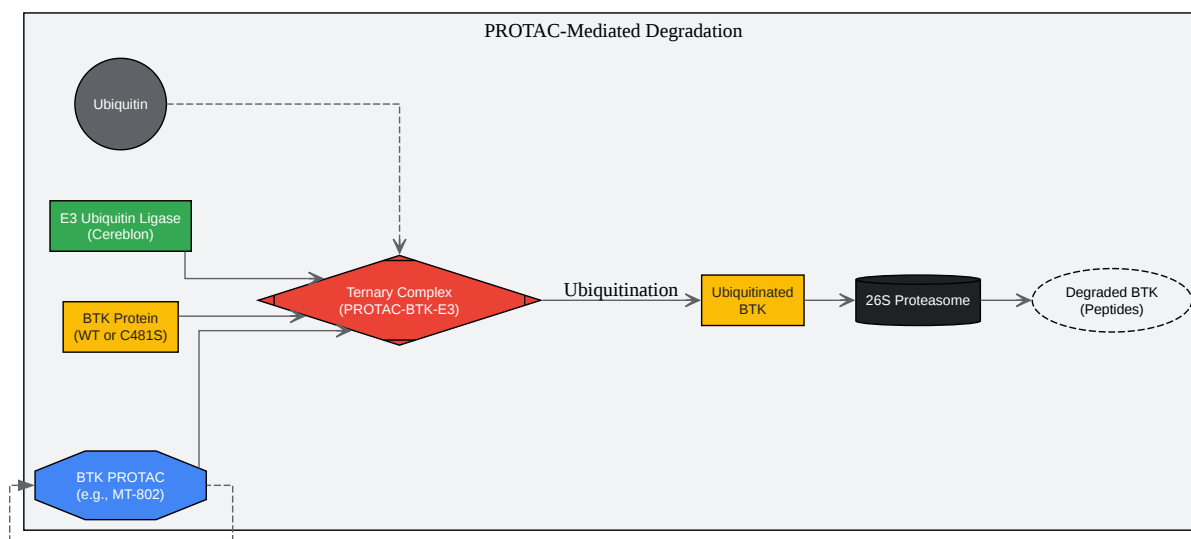 PROTAC-Mediated Degradation
Ubiquitin
E3 Ubiquitin Ligase
(Cereblon)
BTK Protein
(WT or C481S)
BTK PROTAC
(e.g., MT-802)
Ternary Complex
(PROTAC-BTK-E3)
Ubiquitination
Ubiquitinated
BTK
26S Proteasome
Degraded BTK
(Peptides)